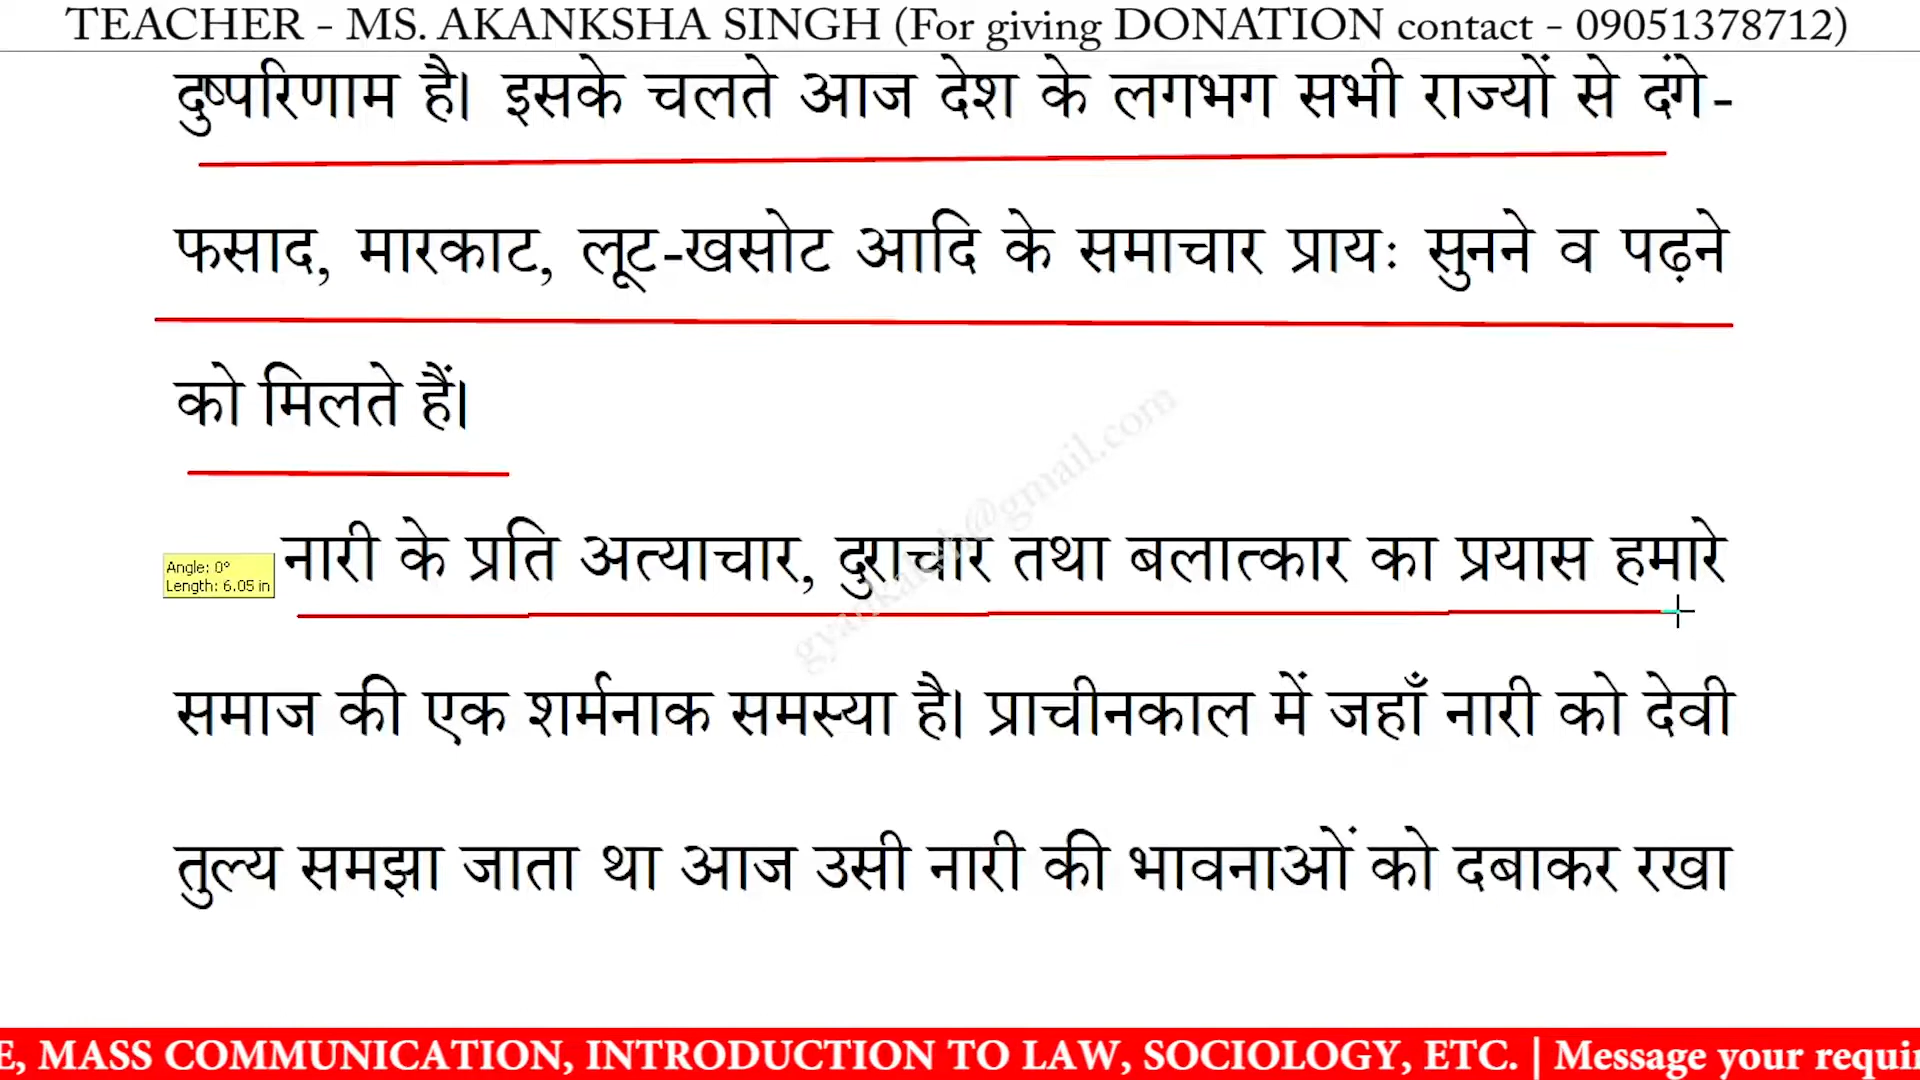 TEACHER - MS. AKANKSHA SINGH (For giving DONATION contact - 09051378712)
दुष्परिणाम है। इसके चलते आज देश के लगभग सभी राज्यों से दंगे-
फसाद, मारकाट, लूट-खसोट आदि के समाचार प्रायः सुनने व पढ़ने
को मिलते हैं।
नारी के प्रति अत्याचार, दुराचार तथा बलात्कार का प्रयास हमारे
Angle: 0°
Length: 6.05 in
समाज की एक शर्मनाक समस्या है। प्राचीनकाल में जहाँ नारी को देवी
तुल्य समझा जाता था आज उसी नारी की भावनाओं को दबाकर रखा
E, MASS COMMUNICATION, INTRODUCTION TO LAW, SOCIOLOGY, ETC. | Message your requi